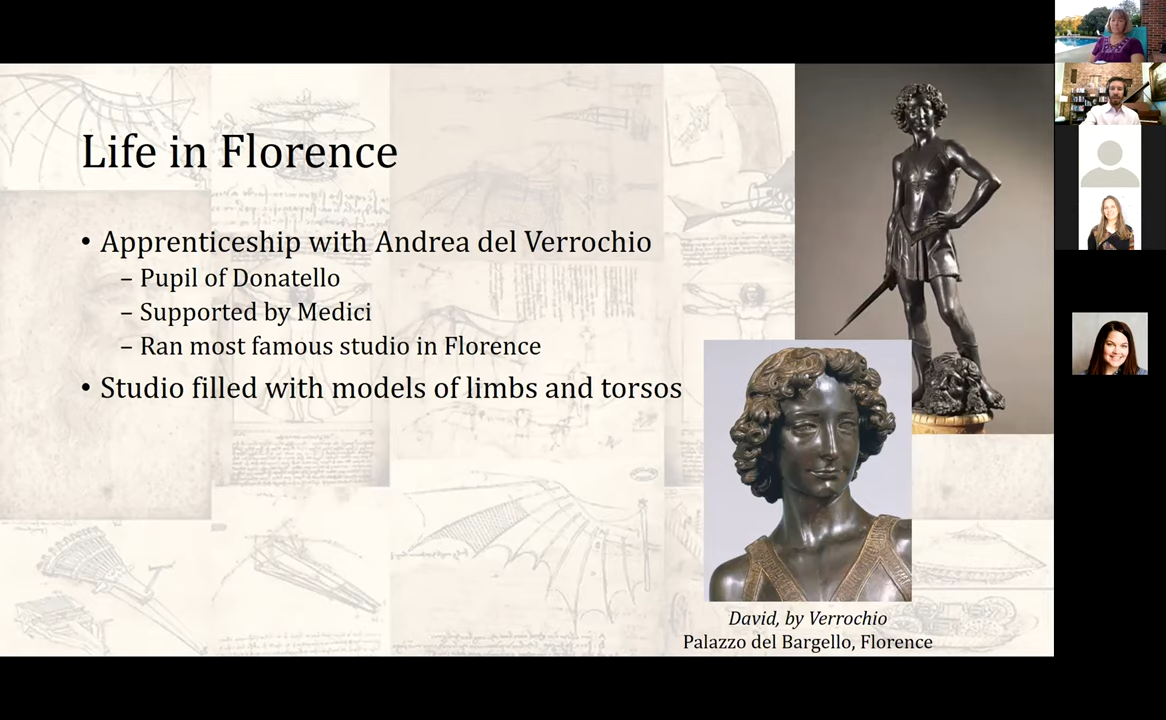 Life in Florence
• Apprenticeship with Andrea del Verrochio
– Pupil of Donatello
– Supported by Medici
– Ran most famous studio in Florence
• Studio filled with models of limbs and torsos
David, by Verrochio
Palazzo del Bargello, Florence